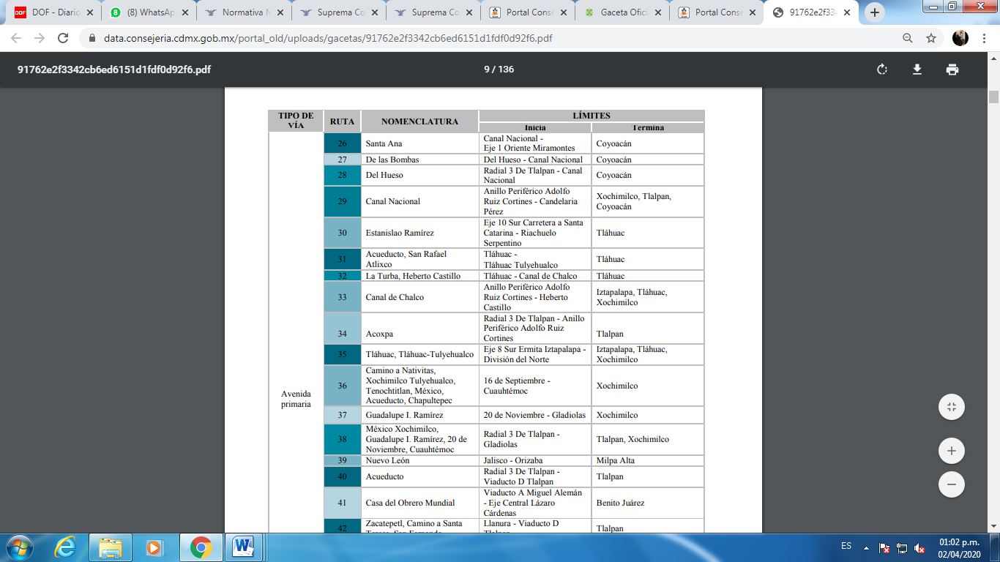 DOF - Diario
(8) WhatsAp
Normativa N
Suprema Co
Suprema Co
Portal Conse
Gaceta Ofici
Portal Conse
91762e2f33
data.consejeria.cdmx.gob.mx/portal_old/uploads/gacetas/91762e2f3342cb6ed6151d1fdf0d92f6.pdf
91762e2f3342cb6ed6151d1fdf0d92f6.pdf
9 / 136
TIPO DE
VÍA
RUTA
NOMENCLATURA
LÍMITES
Inicia
Termina
Avenida
primaria
26
Santa Ana
Canal Nacional -
Eje 1 Oriente Miramontes
Coyoacán
27
De las Bombas
Del Hueso - Canal Nacional
Coyoacán
28
Del Hueso
Radial 3 De Tlalpan - Canal
Nacional
Coyoacán
29
Canal Nacional
Anillo Periférico Adolfo
Ruiz Cortines - Candelaria
Pérez
Xochimilco, Tlalpan,
Coyoacán
30
Estanislao Ramírez
Eje 10 Sur Carretera a Santa
Catarina - Riachuelo
Serpentino
Tláhuac
31
Acueducto, San Rafael
Atlixco
Tláhuac -
Tláhuac Tulyehualco
Tláhuac
32
La Turba, Heberto Castillo
Tláhuac - Canal de Chalco
Tláhuac
33
Canal de Chalco
Anillo Periférico Adolfo
Ruiz Cortines - Heberto
Castillo
Iztapalapa, Tláhuac,
Xochimilco
34
Acoxpa
Radial 3 De Tlalpan - Anillo
Periférico Adolfo Ruiz
Cortines
Tlalpan
35
Tláhuac, Tláhuac-Tulyehualco
Eje 8 Sur Ermita Iztapalapa -
División del Norte
Iztapalapa, Tláhuac,
Xochimilco
36
Camino a Nativitas,
Xochimilco Tulyehualco,
Tenochtitlan, México,
Acueducto, Chapultepec
16 de Septiembre -
Cuauhtémoc
Xochimilco
37
Guadalupe I. Ramírez
20 de Noviembre - Gladiolas
Xochimilco
38
México Xochimilco,
Guadalupe I. Ramírez, 20 de
Noviembre, Cuauhtémoc
Radial 3 De Tlalpan -
Gladiolas
Tlalpan, Xochimilco
39
Nuevo León
Jalisco - Orizaba
Milpa Alta
40
Acueducto
Radial 3 De Tlalpan -
Viaducto D Tlalpan
Tlalpan
41
Casa del Obrero Mundial
Viaducto A Miguel Alemán
- Eje Central Lázaro
Cárdenas
Benito Juárez
42
Zacatepetl, Camino a Santa
Llanura - Viaducto D
Tlalpan
ES
01:02 p.m.
02/04/2020